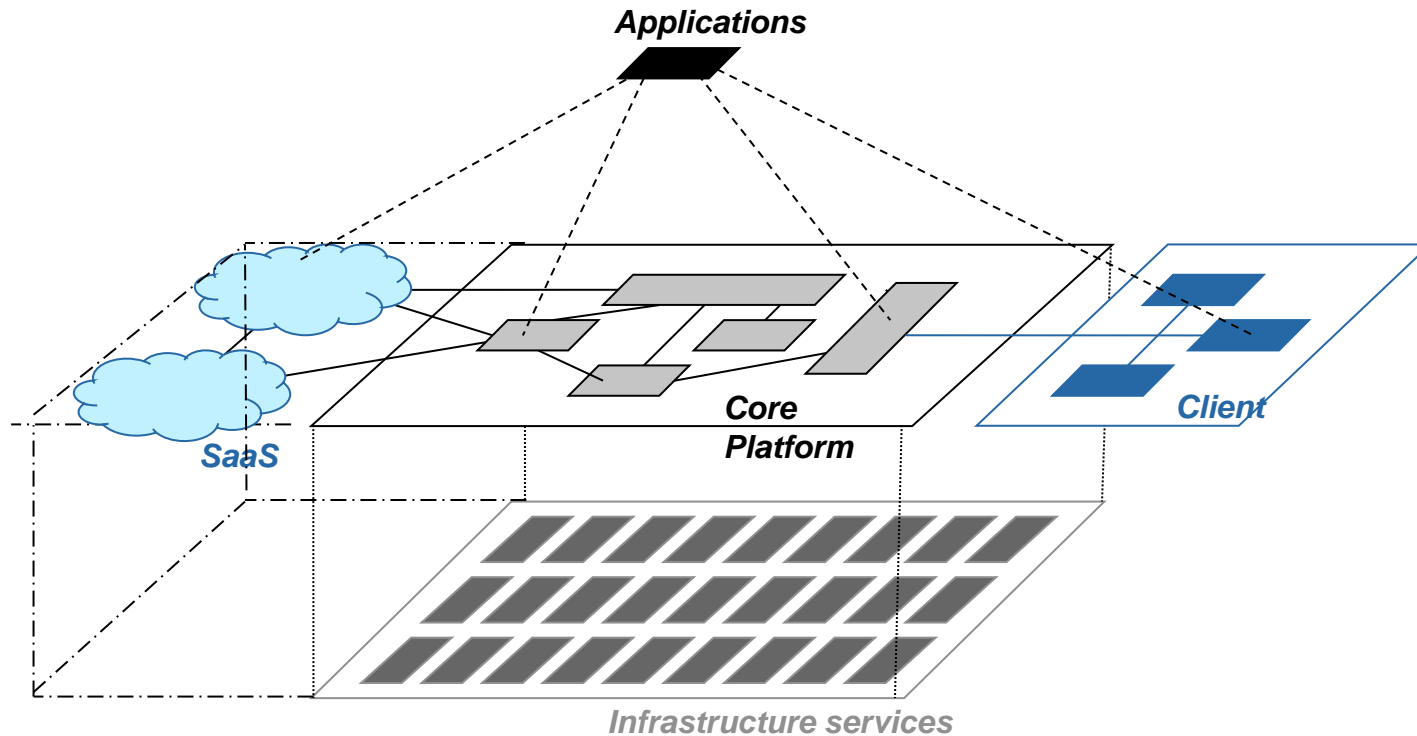 Applications
Core
Platform
Client
SaaS
Infrastructure services